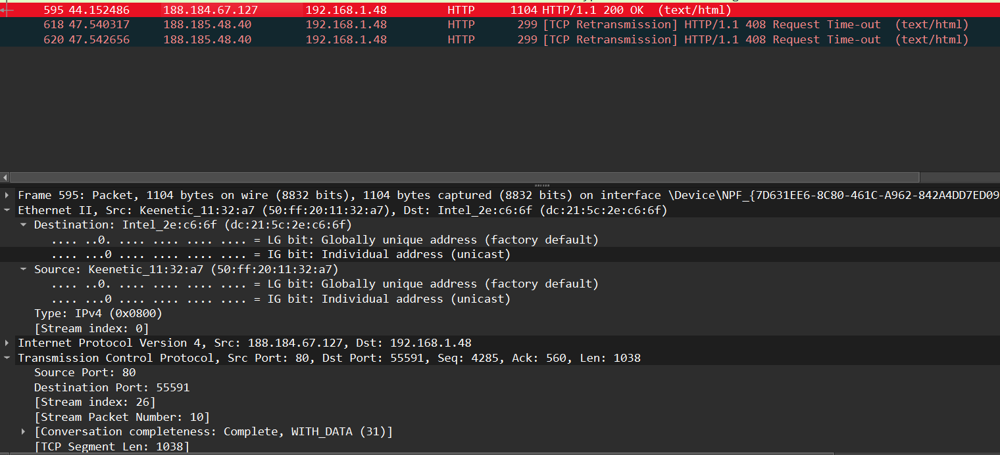 595 44.152486 188.184.67.127 192.168.1.48 HTTP 1104 HTTP/1.1 200 OK (text/html)
618 47.540317 188.185.48.40 192.168.1.48 HTTP 299 [TCP Retransmission] HTTP/1.1 408 Request Time-out (text/html)
620 47.542656 188.185.48.40 192.168.1.48 HTTP 299 [TCP Retransmission] HTTP/1.1 408 Request Time-out (text/html)
Frame 595: Packet, 1104 bytes on wire (8832 bits), 1104 bytes captured (8832 bits) on interface \Device\NPF_{7D631EE6-8C80-461C-A962-842A4DD7ED09
Ethernet II, Src: Keenetic_11:32:a7 (50:ff:20:11:32:a7), Dst: Intel_2e:c6:6f (dc:21:5c:2e:c6:6f)
Destination: Intel_2e:c6:6f (dc:21:5c:2e:c6:6f)
.... ..0. .... .... .... .... = LG bit: Globally unique address (factory default)
.... ...0 .... .... .... .... = IG bit: Individual address (unicast)
Source: Keenetic_11:32:a7 (50:ff:20:11:32:a7)
.... ..0. .... .... .... .... = LG bit: Globally unique address (factory default)
.... ...0 .... .... .... .... = IG bit: Individual address (unicast)
Type: IPv4 (0x0800)
[Stream index: 0]
Internet Protocol Version 4, Src: 188.184.67.127, Dst: 192.168.1.48
Transmission Control Protocol, Src Port: 80, Dst Port: 55591, Seq: 4285, Ack: 560, Len: 1038
Source Port: 80
Destination Port: 55591
[Stream index: 26]
[Stream Packet Number: 10]
[Conversation completeness: Complete, WITH_DATA (31)]
[TCP Segment Len: 1038]